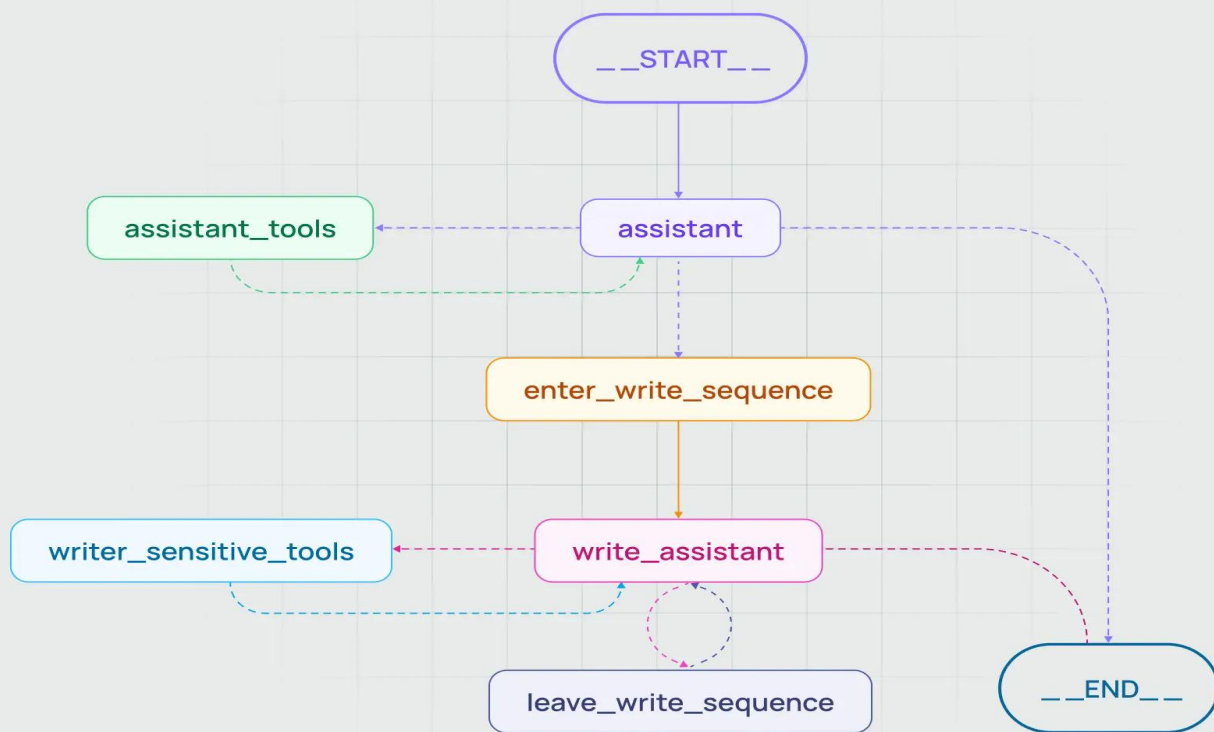 __START__
assistant_tools
assistant
enter_write_sequence
writer_sensitive_tools
write_assistant
leave_write_sequence
__END__